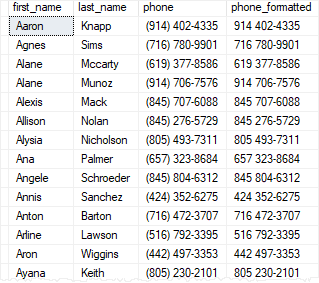 first_name last_name phone phone_formatted
Aaron Knapp (914) 402-4335 914 402-4335
Agnes Sims (716) 780-9901 716 780-9901
Alane Mccarty (619) 377-8586 619 377-8586
Alane Munoz (914) 706-7576 914 706-7576
Alexis Mack (845) 707-6088 845 707-6088
Allison Nolan (845) 276-5729 845 276-5729
Alysia Nicholson (805) 493-7311 805 493-7311
Ana Palmer (657) 323-8684 657 323-8684
Angele Schroeder (845) 804-6312 845 804-6312
Annis Sanchez (424) 352-6275 424 352-6275
Anton Barton (716) 472-3707 716 472-3707
Arline Lawson (516) 792-3395 516 792-3395
Aron Wiggins (442) 497-3353 442 497-3353
Ayana Keith (805) 230-2101 805 230-2101